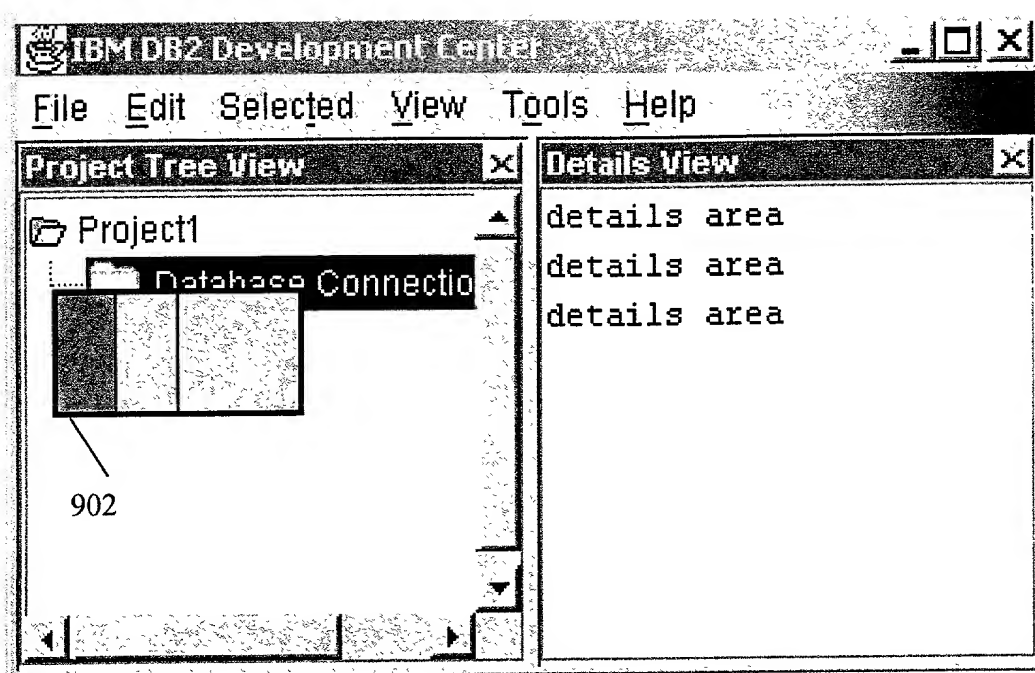 IBM DB2 Development Center
File Edit Selected View Tools Help
Project Tree View
Project1
Database Connectio
902
Details View
details area
details area
details area